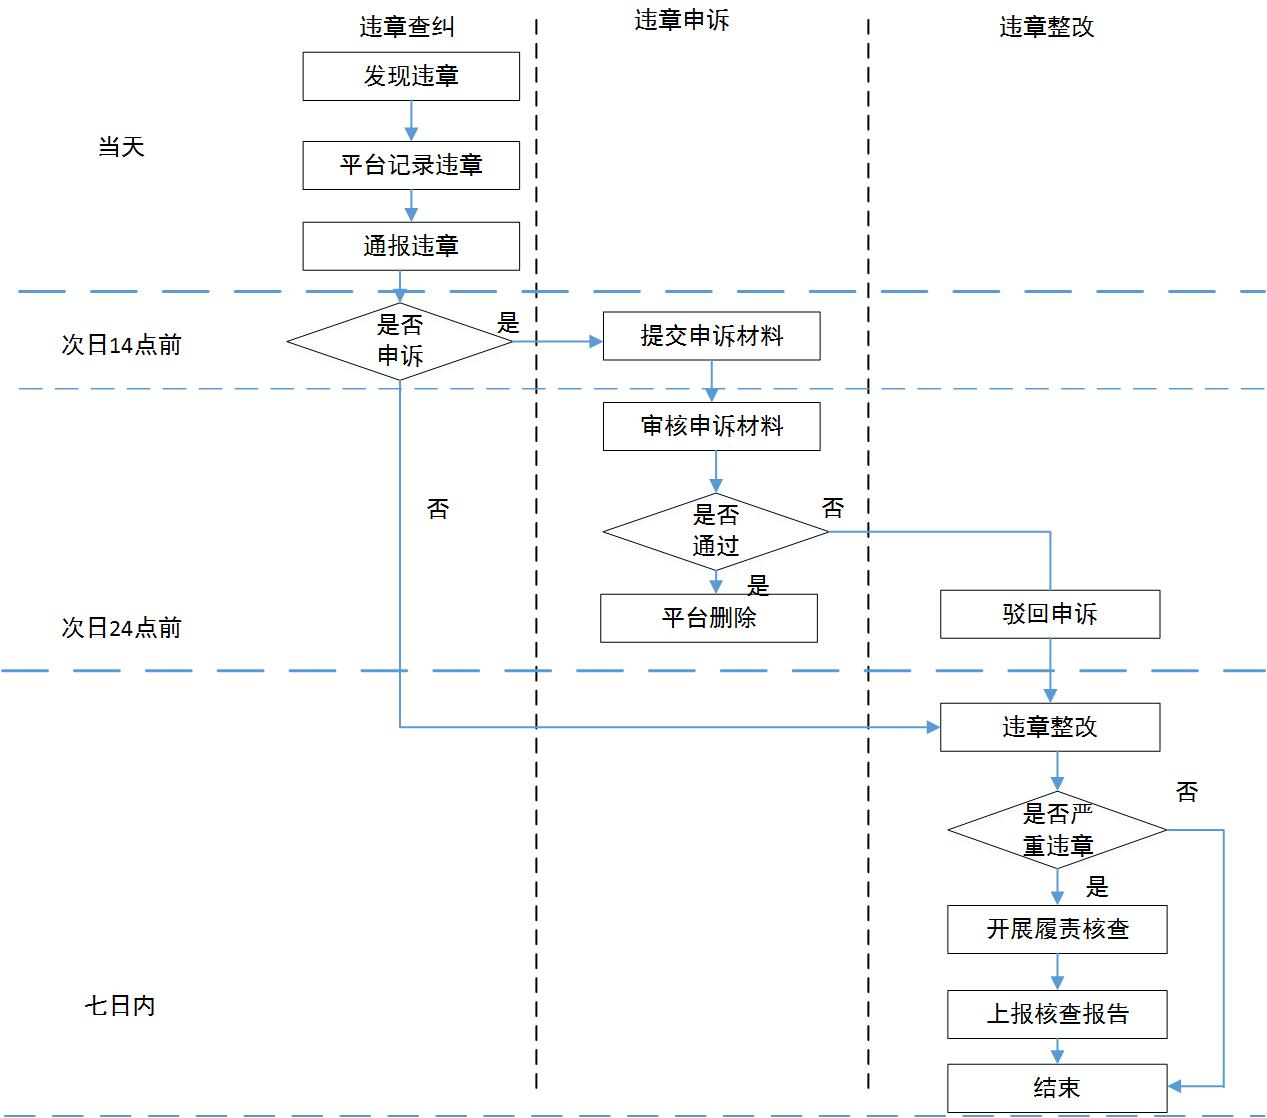 违章查纠
违章申诉
违章整改
发现违章
当天
平台记录违章
通报违章
是否
申诉
是
提交申诉材料
次日14点前
审核申诉材料
否
是否
通过
否
是
平台删除
驳回申诉
次日24点前
违章整改
是否严
重违章
否
是
开展履责核查
七日内
上报核查报告
结束